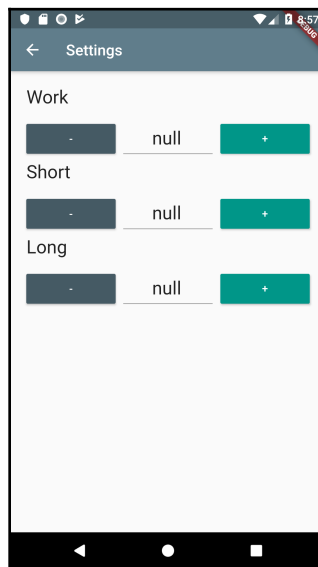 8:57
DEBUG
Settings
Work
- null +
Short
- null +
Long
- null +